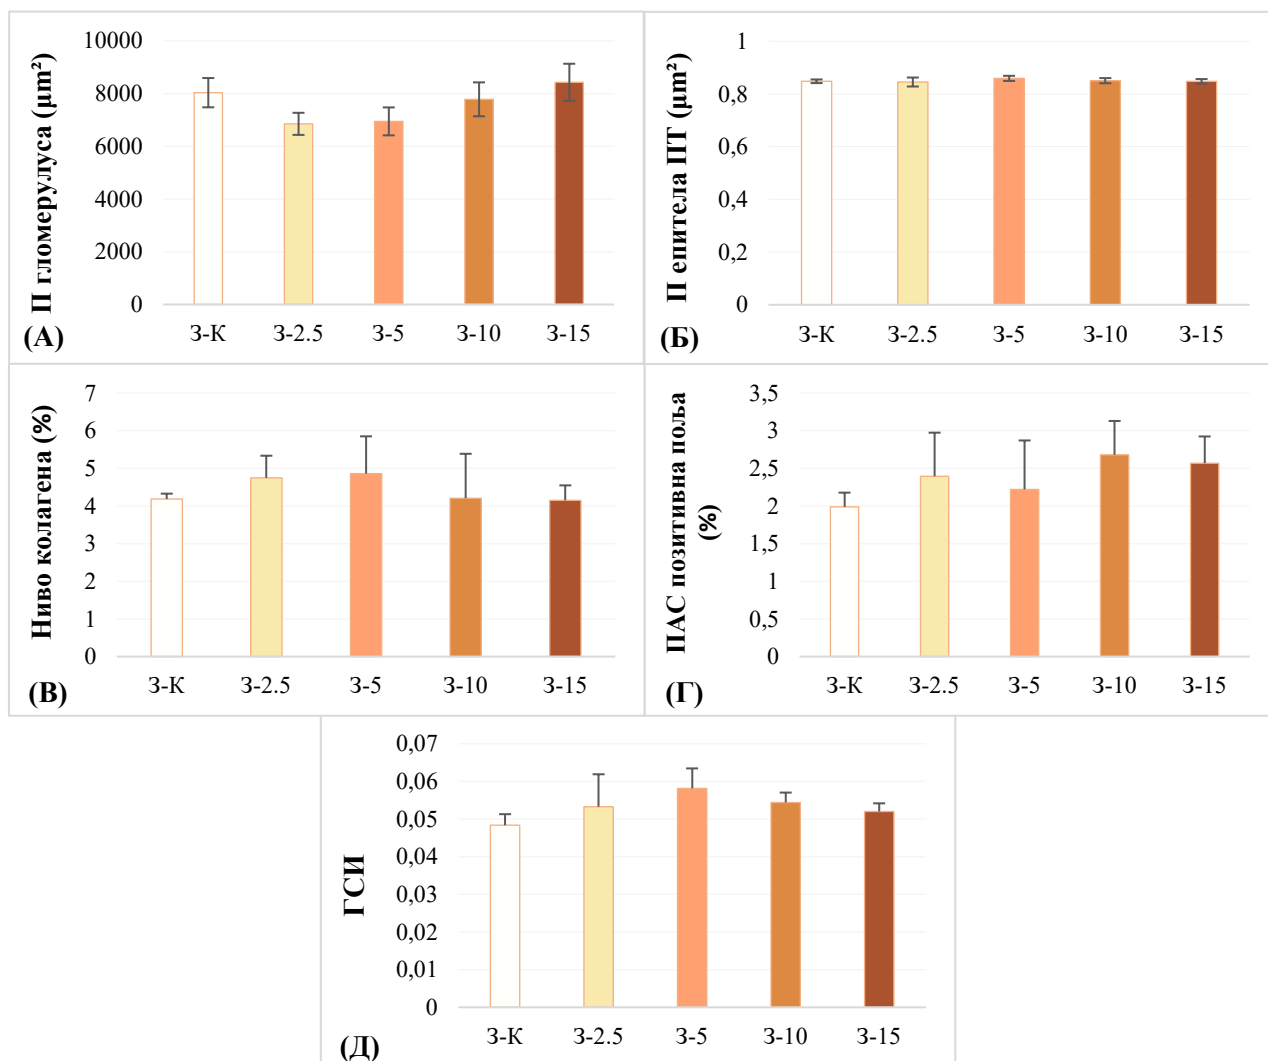 П гломерулуса (µm²)
10000
8000
6000
4000
2000
0
З-К З-2.5 З-5 З-10 З-15
(А)
П епитела ПТ (µm²)
1
0,8
0,6
0,4
0,2
0
З-К З-2.5 З-5 З-10 З-15
(Б)
Ниво колагена (%)
7
6
5
4
3
2
1
0
З-К З-2.5 З-5 З-10 З-15
(В)
ПАС позитивна поља
(%)
3,5
3
2,5
2
1,5
1
0,5
0
З-К З-2.5 З-5 З-10 З-15
(Г)
ГСИ
0,07
0,06
0,05
0,04
0,03
0,02
0,01
0
З-К З-2.5 З-5 З-10 З-15
(Д)